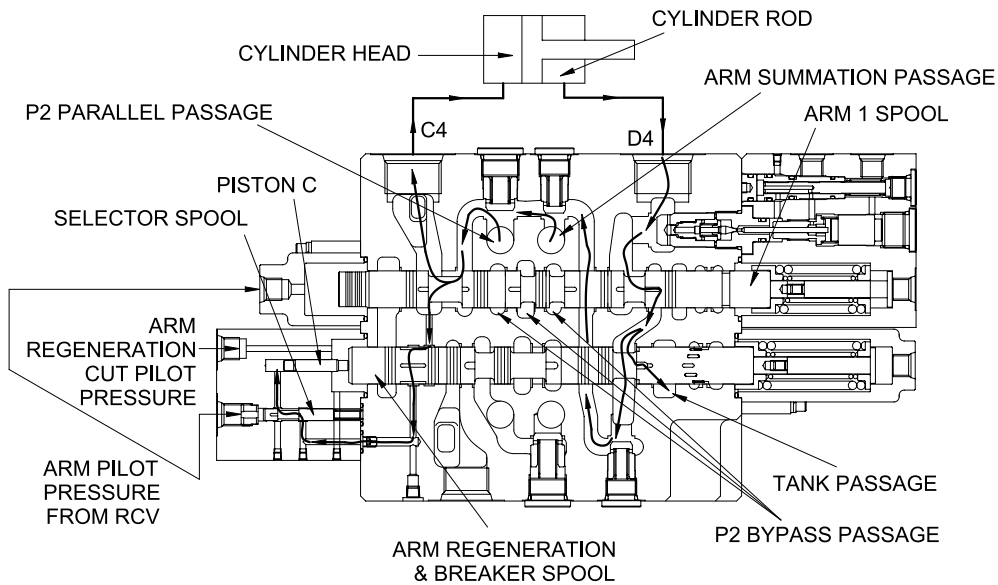 CYLINDER ROD
CYLINDER HEAD
ARM SUMMATION PASSAGE
P2 PARALLEL PASSAGE
ARM 1 SPOOL
C4
D4
PISTON C
SELECTOR SPOOL
ARM
REGENERATION
CUT PILOT
PRESSURE
ARM PILOT
PRESSURE
FROM RCV
TANK PASSAGE
P2 BYPASS PASSAGE
ARM REGENERATION
& BREAKER SPOOL